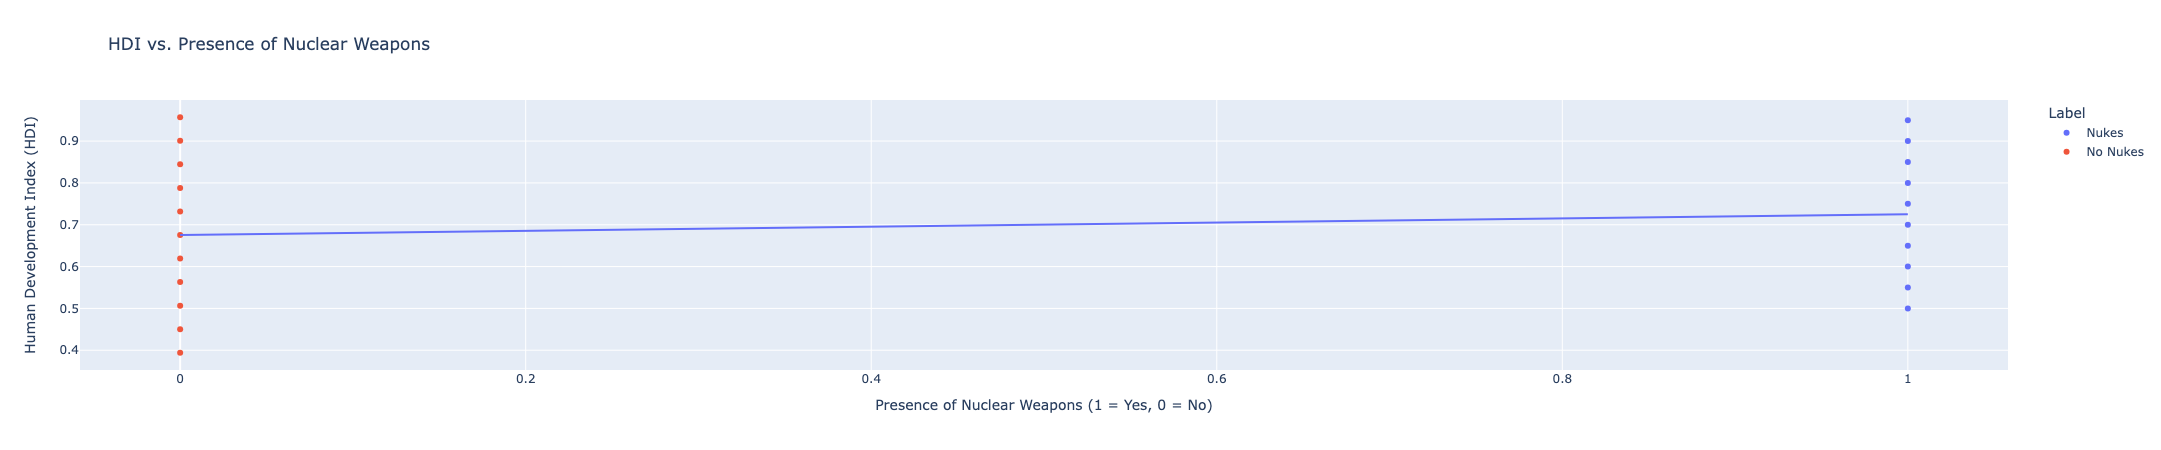 HDI vs. Presence of Nuclear Weapons
Human Development Index (HDI)
0.9
0.8
0.7
0.6
0.5
0.4
0 0.2 0.4 0.6 0.8 1
Presence of Nuclear Weapons (1 = Yes, 0 = No)
Label
Nukes
No Nukes